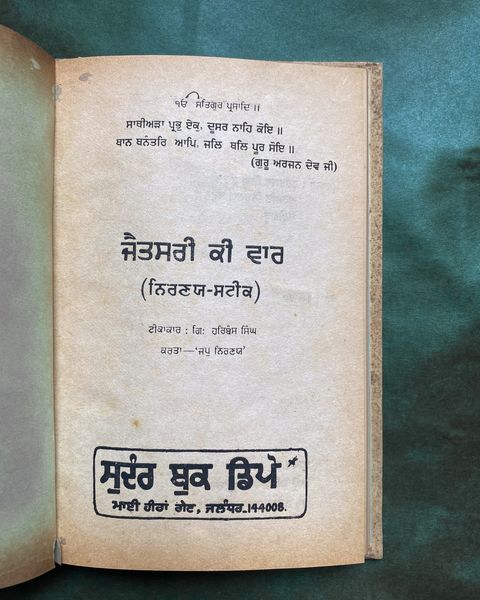 ੴ ਸਤਿਗੁਰ ਪ੍ਰਸਾਦਿ ॥
ਸਾਥੀਅੜਾ ਪ੍ਰਭੁ ਏਕੁ, ਦੂਸਰ ਨਾਹਿ ਕੋਇ ॥
ਥਾਨ ਥਨੰਤਰਿ ਆਪਿ, ਜਲਿ ਥਲਿ ਪੂਰ ਸੋਇ ॥
(ਗੁਰੂ ਅਰਜਨ ਦੇਵ ਜੀ)
ਜੈਤਸਰੀ ਕੀ ਵਾਰ
(ਨਿਰਣਯ-ਸਟੀਕ)
ਟੀਕਾਕਾਰ : ਗਿ: ਹਰਿਬੰਸ ਸਿੰਘ
ਕਰਤਾ—'ਜਪੁ ਨਿਰਣਯ'
ਸੁਦੰਰ ਬੁਕ ਡਿਪੋ
ਮਾਈ ਹੀਰਾਂ ਗੇਟ, ਜਲੰਧਰ-144008.